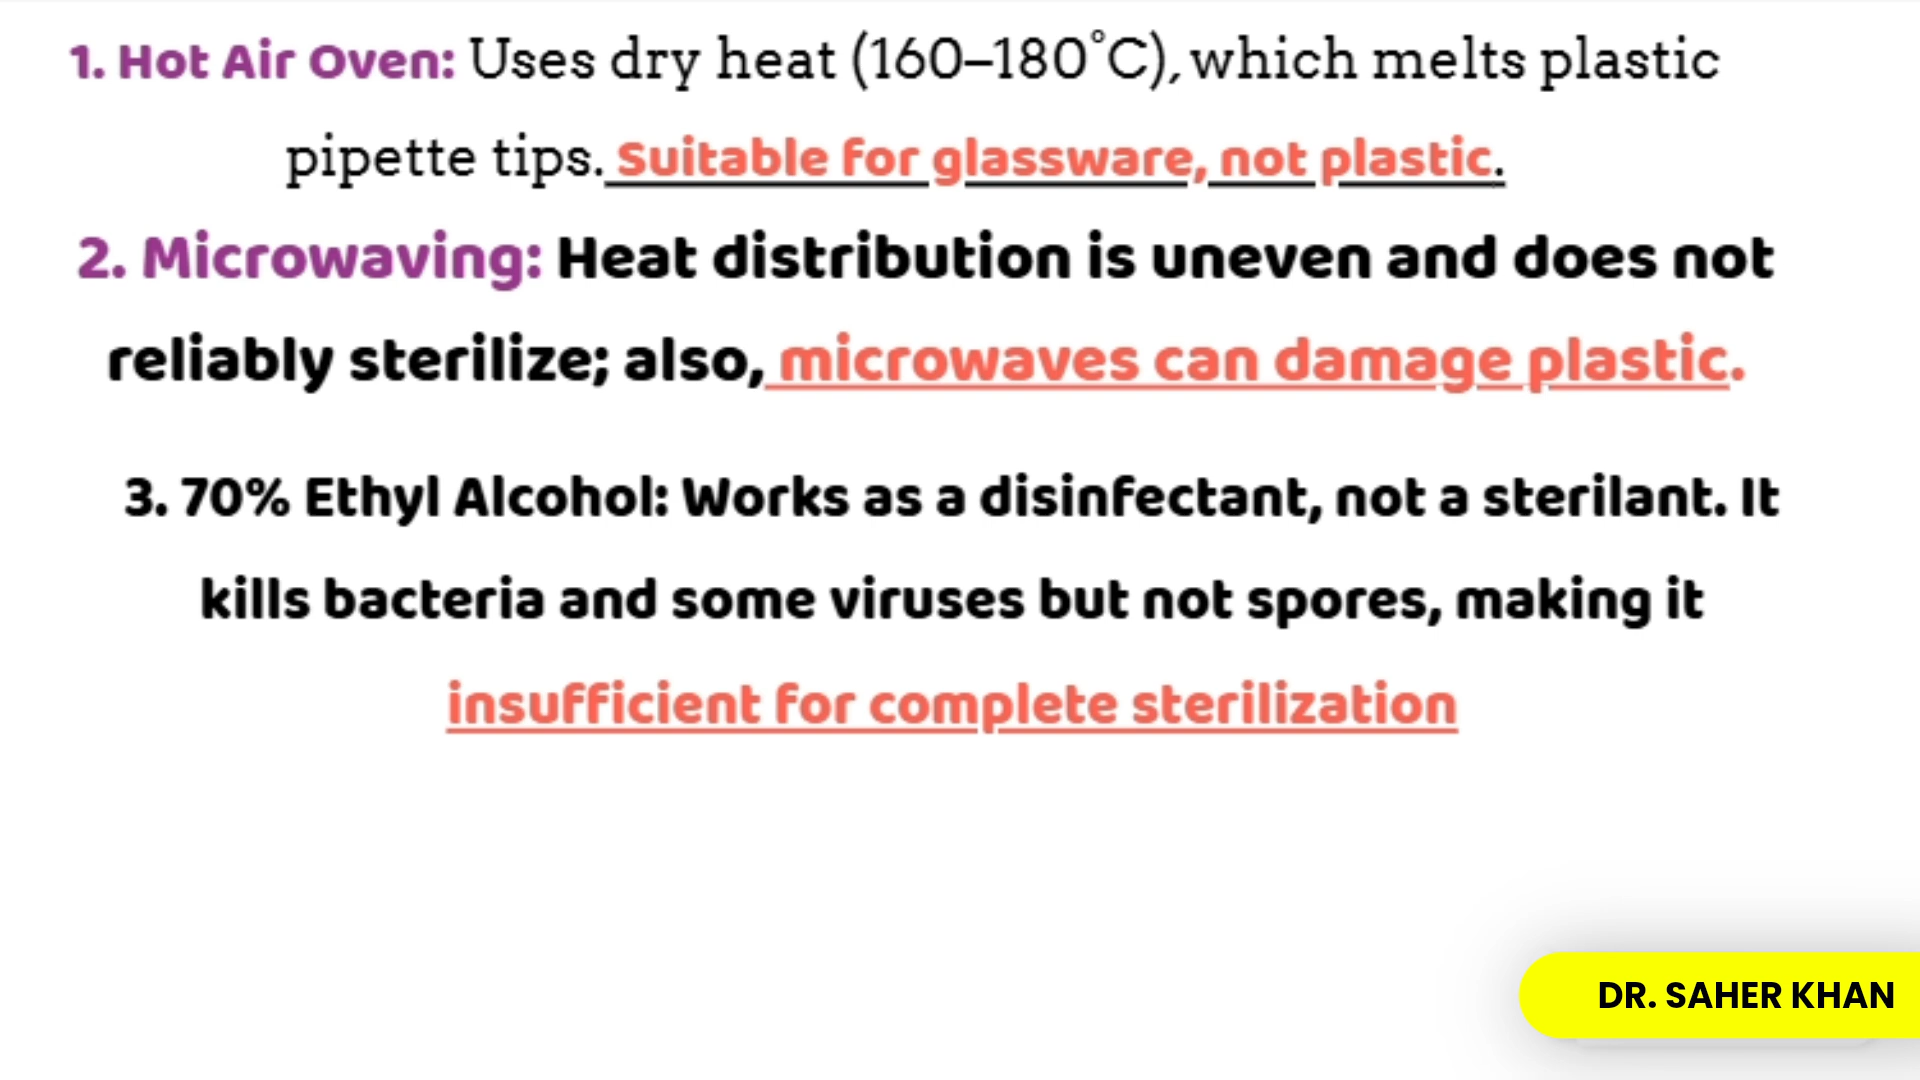 1. Hot Air Oven: Uses dry heat (160–180°C), which melts plastic
pipette tips. Suitable for glassware, not plastic.
2. Microwaving: Heat distribution is uneven and does not
reliably sterilize; also, microwaves can damage plastic.
3. 70% Ethyl Alcohol: Works as a disinfectant, not a sterilant. It
kills bacteria and some viruses but not spores, making it
insufficient for complete sterilization
DR. SAHER KHAN